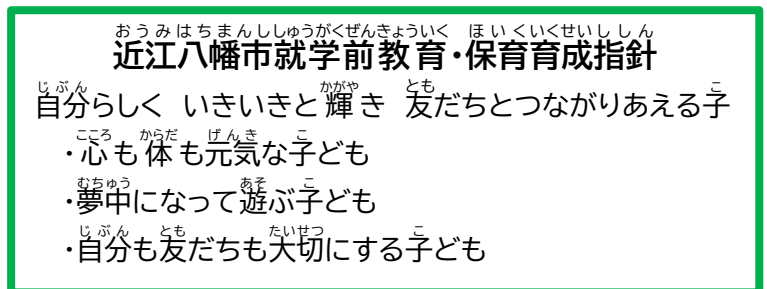 近江八幡市就学前教育・保育育成指針
自分らしく いきいきと輝き 友だちとつながりあえる子
・心も体も元気な子ども
・夢中になって遊ぶ子ども
・自分も友だちも大切にする子ども